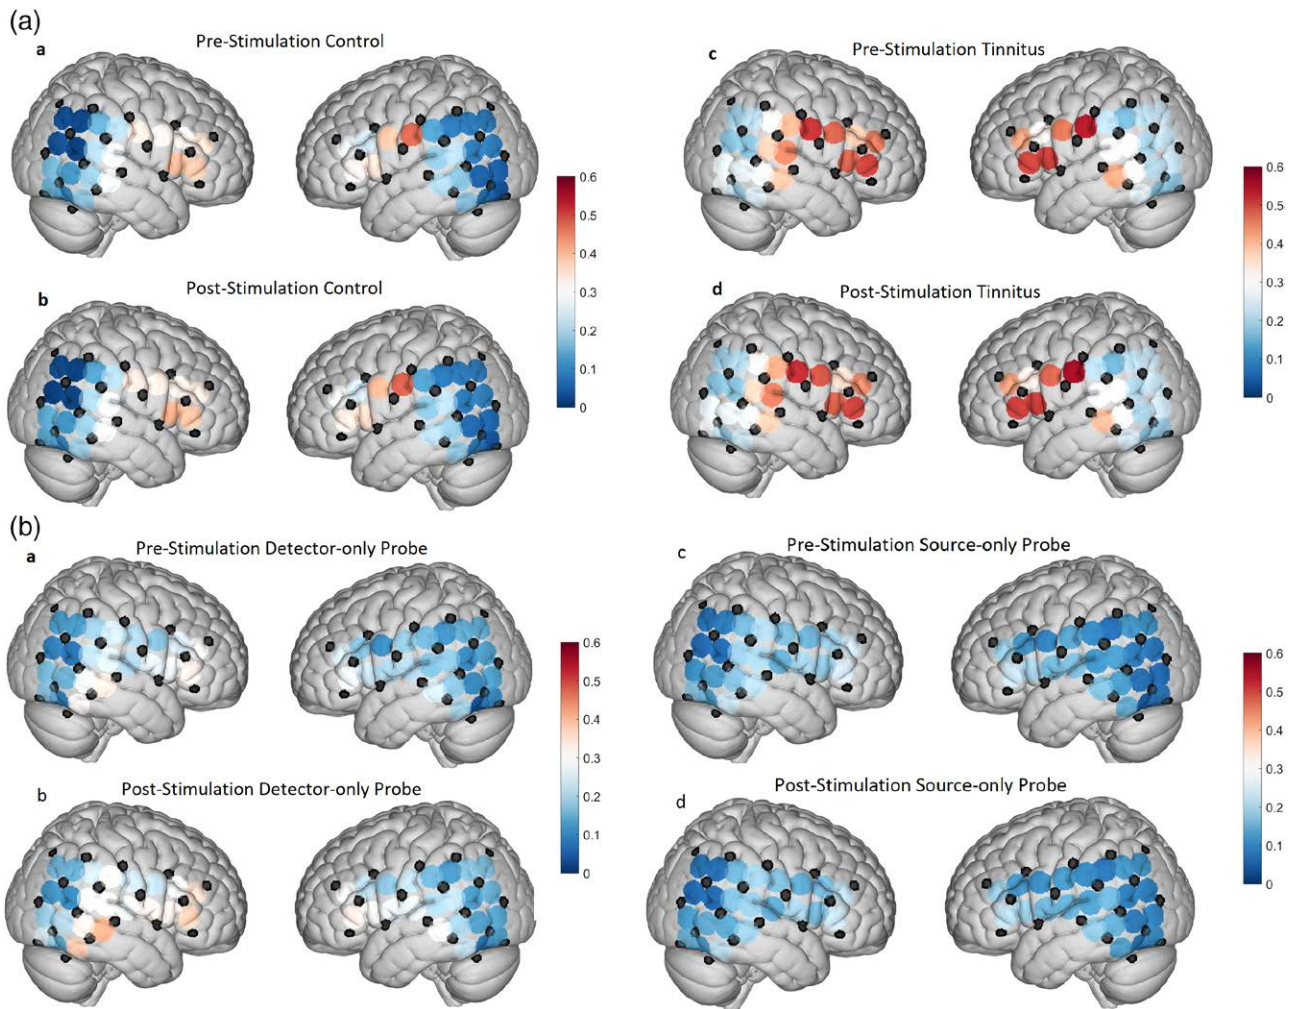 (a)
a
Pre-Stimulation Control
c
Pre-Stimulation Tinnitus
b
Post-Stimulation Control
d
Post-Stimulation Tinnitus
0.6
0.5
0.4
0.3
0.2
0.1
0
0.6
0.5
0.4
0.3
0.2
0.1
0
(b)
a
Pre-Stimulation Detector-only Probe
c
Pre-Stimulation Source-only Probe
b
Post-Stimulation Detector-only Probe
d
Post-Stimulation Source-only Probe
0.6
0.5
0.4
0.3
0.2
0.1
0
0.6
0.5
0.4
0.3
0.2
0.1
0